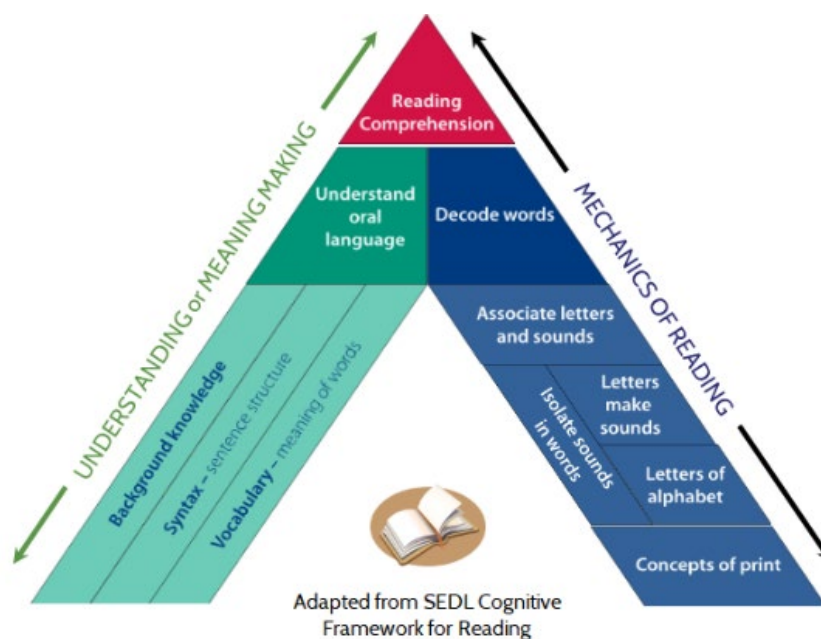 Reading
Comprehension
Understand
oral
language
Decode words
UNDERSTANDING or MEANING MAKING
MECHANICS OF READING
Background knowledge
Syntax – sentence structure
Vocabulary – meaning of words
Associate letters
and sounds
Letters
make
sounds
Isolate sounds
in words
Letters of
alphabet
Concepts of print
Adapted from SEDL Cognitive
Framework for Reading